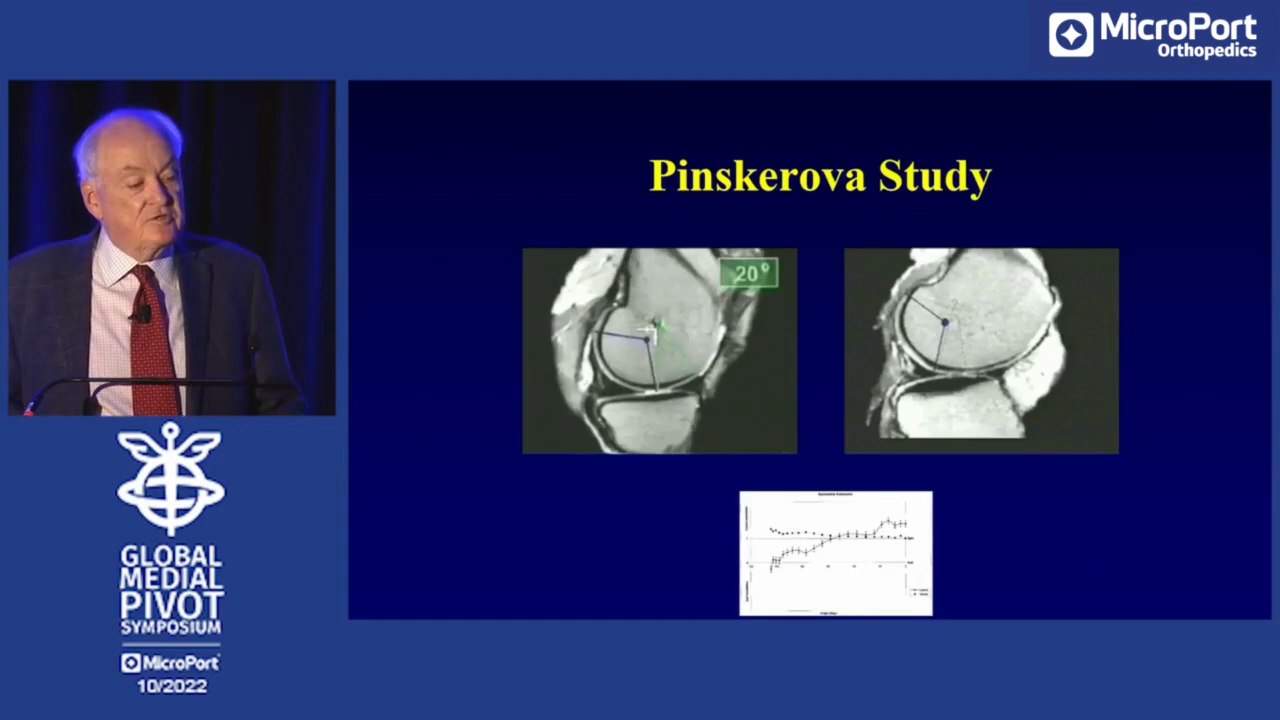 MicroPort
Orthopedics
Pinskerova Study
20°
GLOBAL
MEDIAL
PIVOT
SYMPOSIUM
MicroPort
10/2022